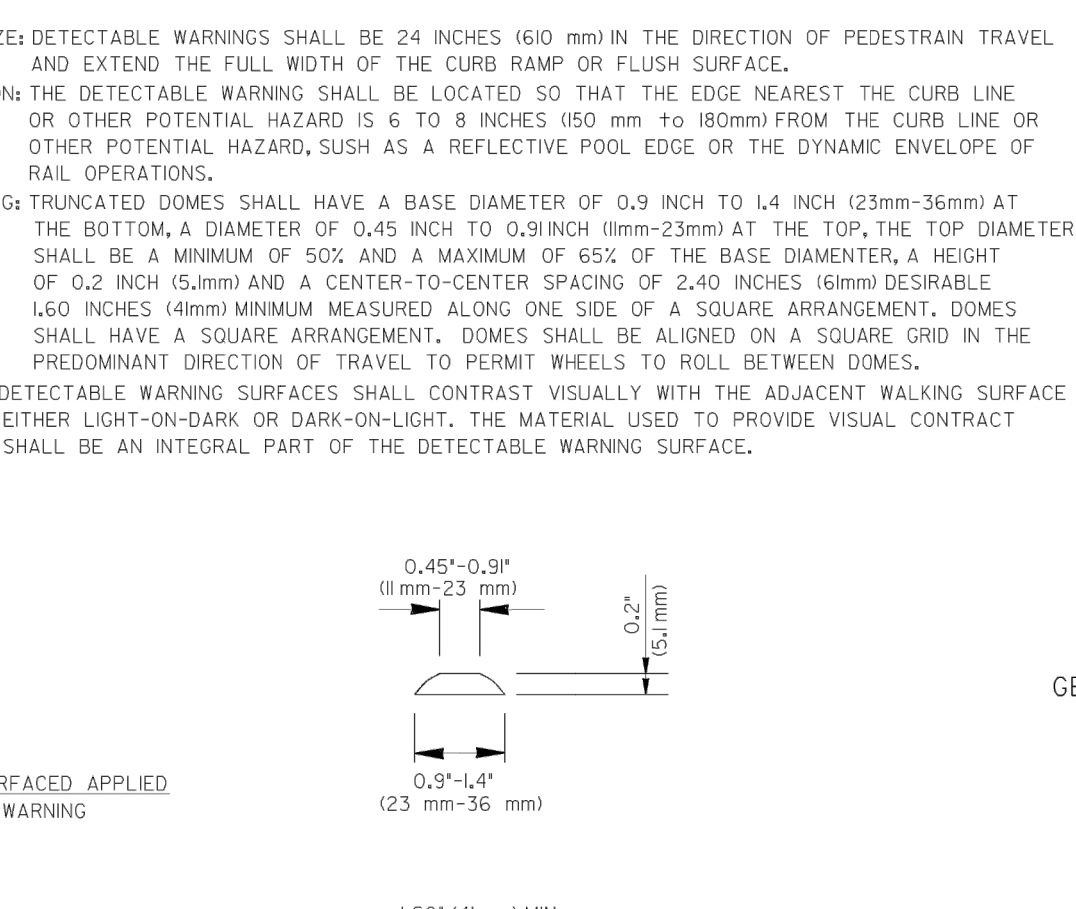 ZE: DETECTABLE WARNINGS SHALL BE 24 INCHES (610 mm) IN THE DIRECTION OF PEDESTRAIN TRAVEL
AND EXTEND THE FULL WIDTH OF THE CURB RAMP OR FLUSH SURFACE.
ON: THE DETECTABLE WARNING SHALL BE LOCATED SO THAT THE EDGE NEAREST THE CURB LINE
OR OTHER POTENTIAL HAZARD IS 6 TO 8 INCHES (150 mm to 180mm) FROM THE CURB LINE OR
OTHER POTENTIAL HAZARD, SUSH AS A REFLECTIVE POOL EDGE OR THE DYNAMIC ENVELOPE OF
RAIL OPERATIONS.
G: TRUNCATED DOMES SHALL HAVE A BASE DIAMETER OF 0.9 INCH TO 1.4 INCH (23mm-36mm) AT
THE BOTTOM, A DIAMETER OF 0.45 INCH TO 0.91 INCH (11mm-23mm) AT THE TOP, THE TOP DIAMETER
SHALL BE A MINIMUM OF 50% AND A MAXIMUM OF 65% OF THE BASE DIAMENTER, A HEIGHT
OF 0.2 INCH (5.1mm) AND A CENTER-TO-CENTER SPACING OF 2.40 INCHES (61mm) DESIRABLE
1.60 INCHES (41mm) MINIMUM MEASURED ALONG ONE SIDE OF A SQUARE ARRANGEMENT. DOMES
SHALL HAVE A SQUARE ARRANGEMENT. DOMES SHALL BE ALIGNED ON A SQUARE GRID IN THE
PREDOMINANT DIRECTION OF TRAVEL TO PERMIT WHEELS TO ROLL BETWEEN DOMES.
DETECTABLE WARNING SURFACES SHALL CONTRAST VISUALLY WITH THE ADJACENT WALKING SURFACE
EITHER LIGHT-ON-DARK OR DARK-ON-LIGHT. THE MATERIAL USED TO PROVIDE VISUAL CONTRACT
SHALL BE AN INTEGRAL PART OF THE DETECTABLE WARNING SURFACE.
0.45"-0.91"
(11 mm-23 mm)
0.2"
(5.1 mm)
GE
0.9"-1.4"
(23 mm-36 mm)
RFACED APPLIED
WARNING